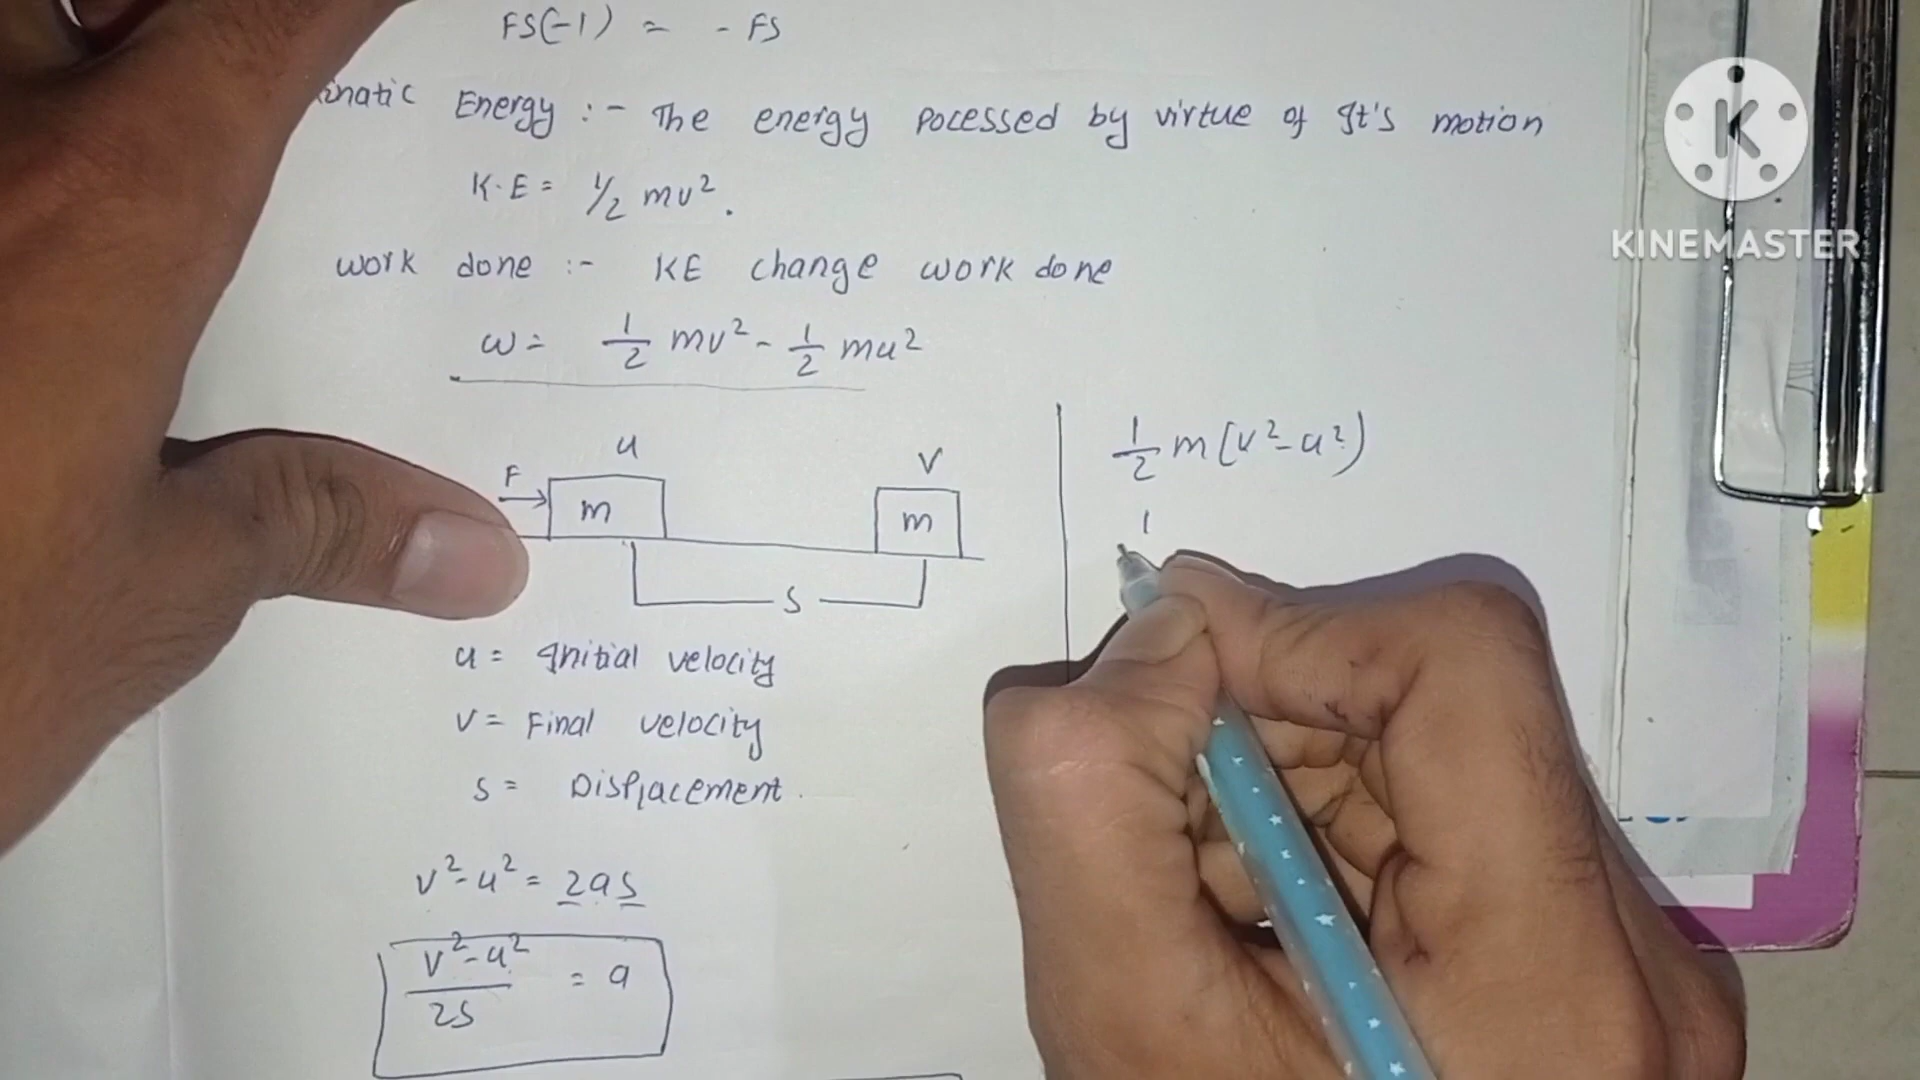 FS(-1) = - FS
inatic Energy :- The energy pocessed by virtue of It's motion
K.E = 1/2 mv².
work done :- KE change work done
w = 1/2 mv² - 1/2 mu²
F
u
m
v
m
s
u = Initial velocity
v = Final velocity
s = Displacement.
v² - u² = 2as
v² - u² / 2s = a
1/2 m(v² - u²)
1
K
KINEMASTER